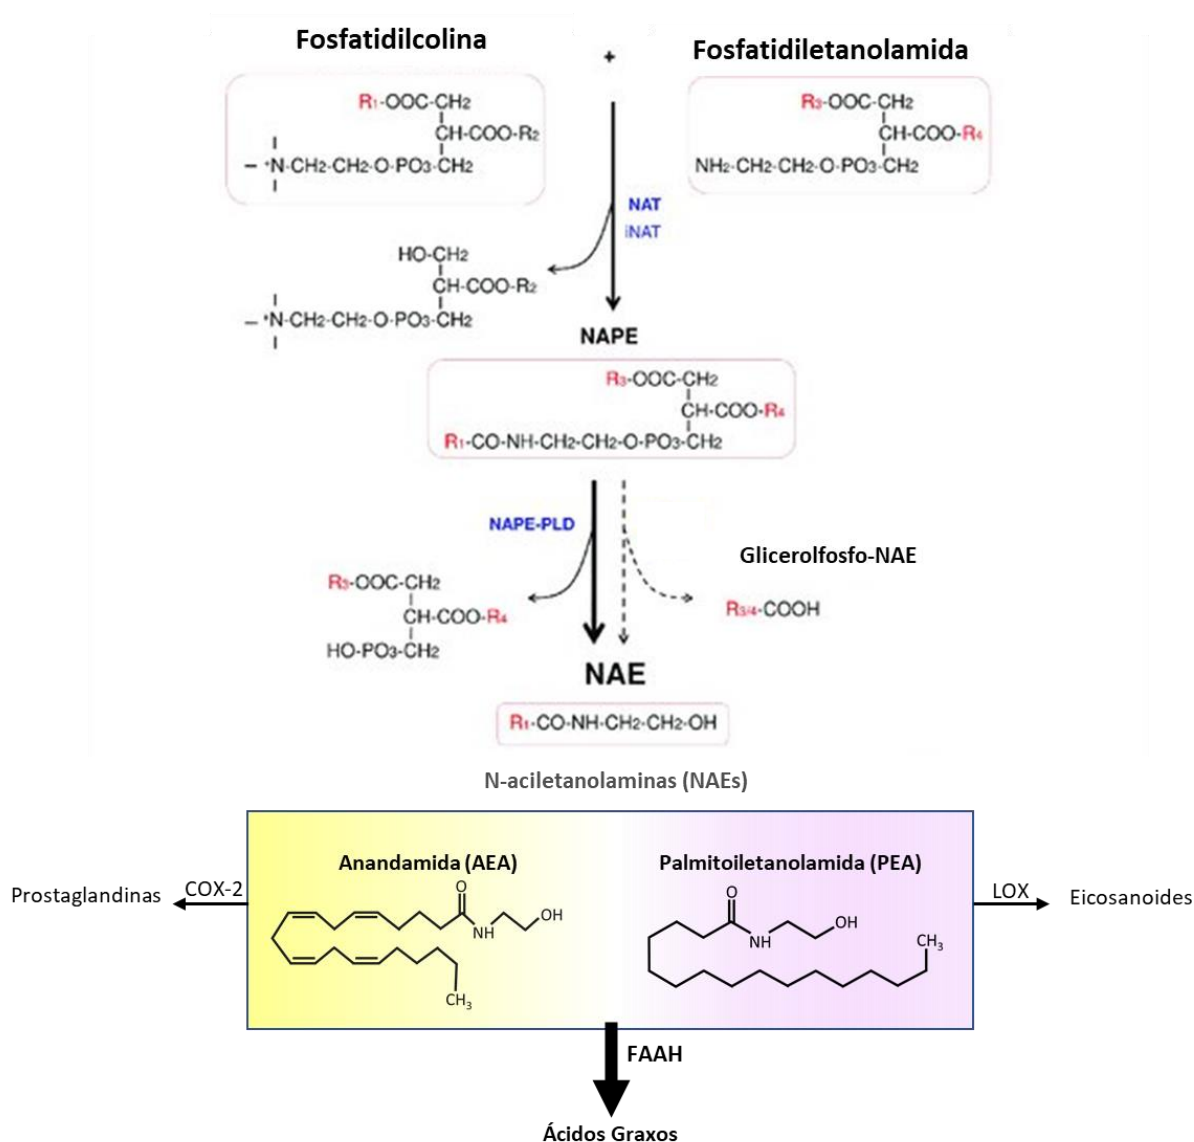 Fosfatidilcolina
+
Fosfatidiletanolamida
R1-OOC-CH2
CH-COO-R2
+N-CH2-CH2-O-PO3-CH2
R3-OOC-CH2
CH-COO-R4
NH2-CH2-CH2-O-PO3-CH2
NAT
iNAT
HO-CH2
CH-COO-R2
+N-CH2-CH2-O-PO3-CH2
NAPE
R3-OOC-CH2
CH-COO-R4
R1-CO-NH-CH2-CH2-O-PO3-CH2
NAPE-PLD
Glicerolfosfo-NAE
R3-OOC-CH2
CH-COO-R4
HO-PO3-CH2
R3/4-COOH
NAE
R1-CO-NH-CH2-CH2-OH
N-aciletanolaminas (NAEs)
Anandamida (AEA)
Palmitoiletanolamida (PEA)
Prostaglandinas
COX-2
O
NH
OH
CH3
O
NH
OH
CH3
LOX
Eicosanoides
FAAH
Ácidos Graxos